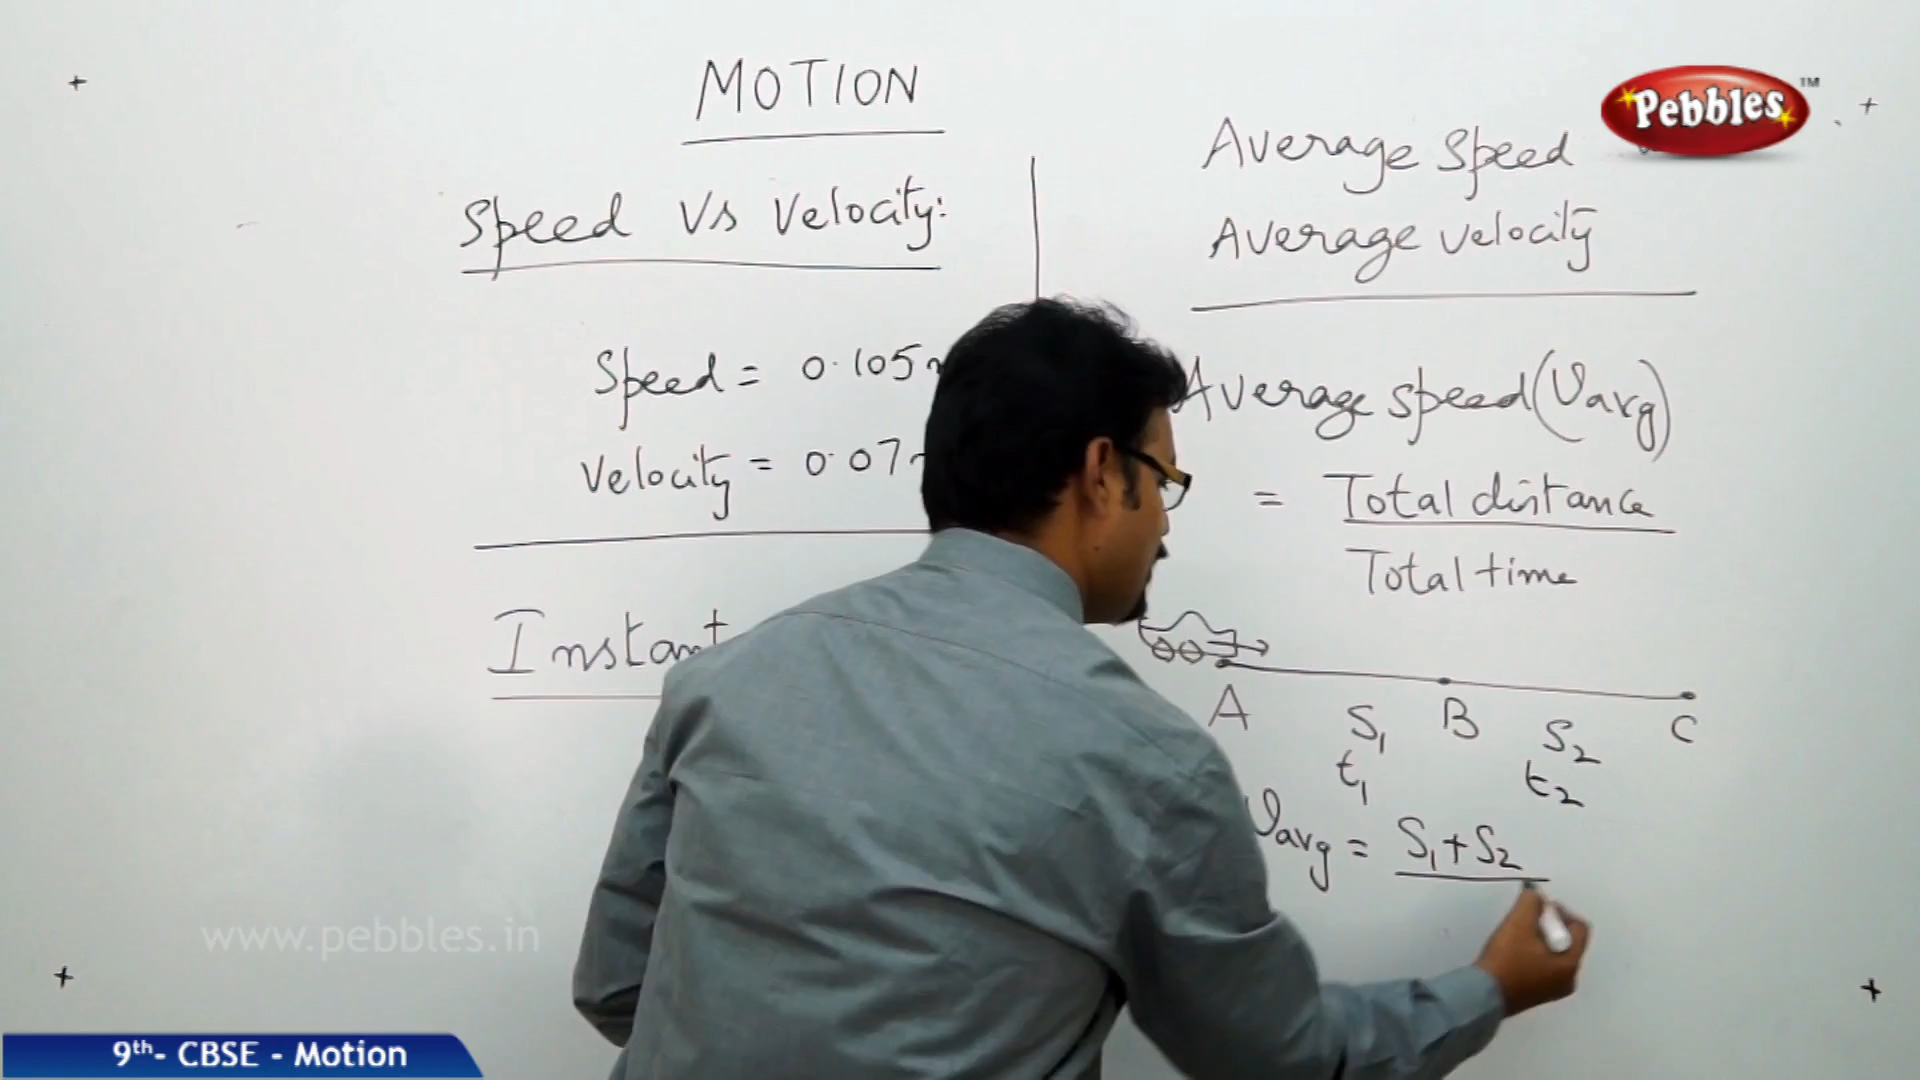 MOTION
Speed Vs Velocity:
Speed = 0.105
Velocity = 0.07
Average Speed
Average velocity
Average speed (Vavg)
= Total distance
Total time
A S1 B S2 C
t1 t2
Vavg = S1+S2
Pebbles TM
www.pebbles.in
9th- CBSE - Motion